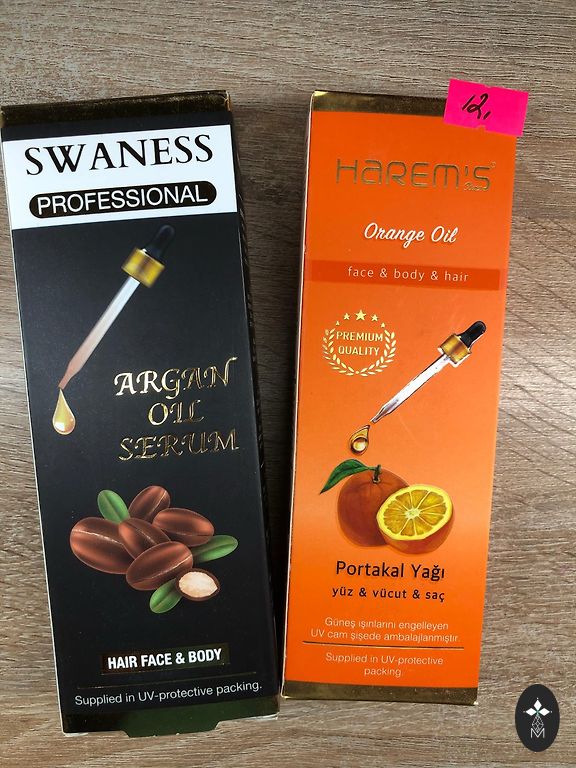 SWANESS
PROFESSIONAL
ARGAN
OIL
SERUM
HAIR FACE & BODY
Supplied in UV-protective packing.
12,
HAREM'S
Orange Oil
face & body & hair
PREMIUM
QUALITY
Portakal Yağı
yüz & vücut & saç
Güneş ışınlarını engelleyen
UV cam şişede ambalajlanmıştır.
Supplied in UV-protective
packing.
M